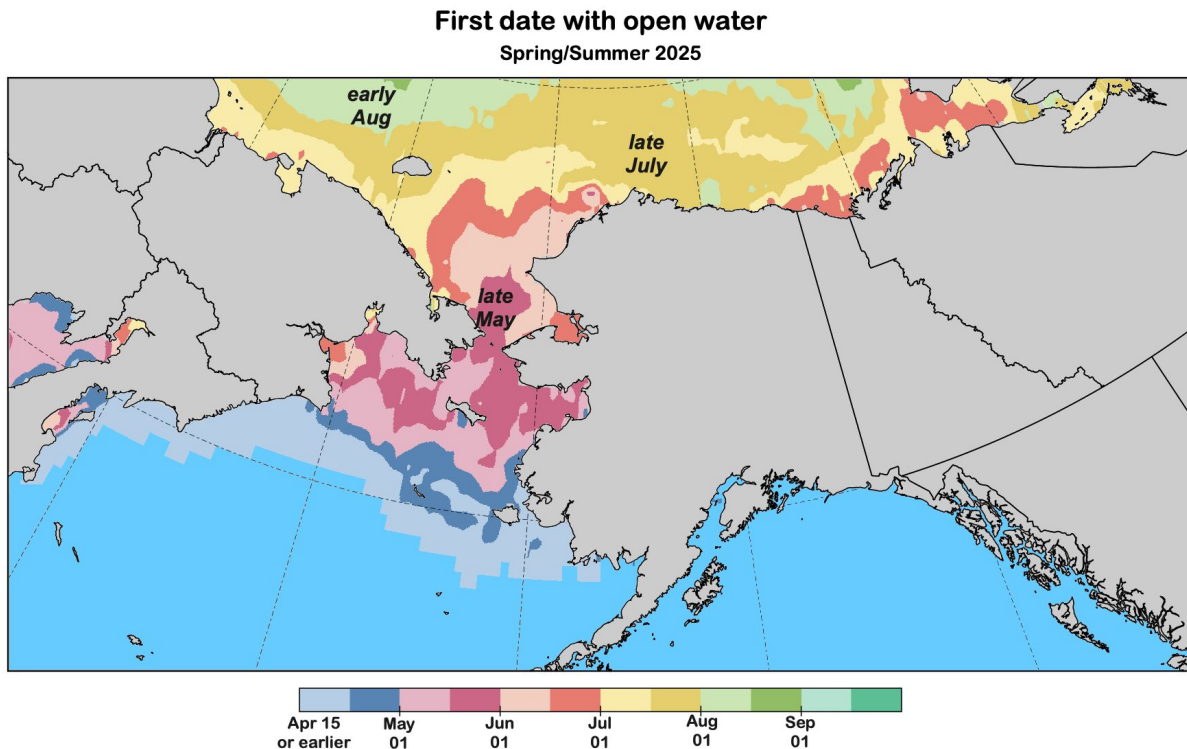 First date with open water
Spring/Summer 2025
early
Aug
late
July
late
May
Apr 15 May Jun Jul Aug Sep
or earlier 01 01 01 01 01